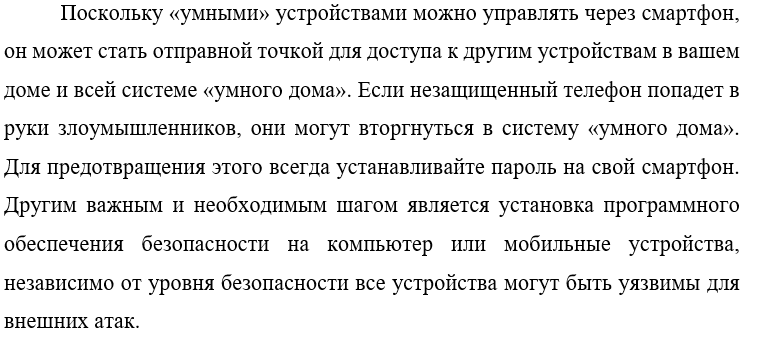 Поскольку «умными» устройствами можно управлять через смартфон,
он может стать отправной точкой для доступа к другим устройствам в вашем
доме и всей системе «умного дома». Если незащищенный телефон попадет в
руки злоумышленников, они могут вторгнуться в систему «умного дома».
Для предотвращения этого всегда устанавливайте пароль на свой смартфон.
Другим важным и необходимым шагом является установка программного
обеспечения безопасности на компьютер или мобильные устройства,
независимо от уровня безопасности все устройства могут быть уязвимы для
внешних атак.